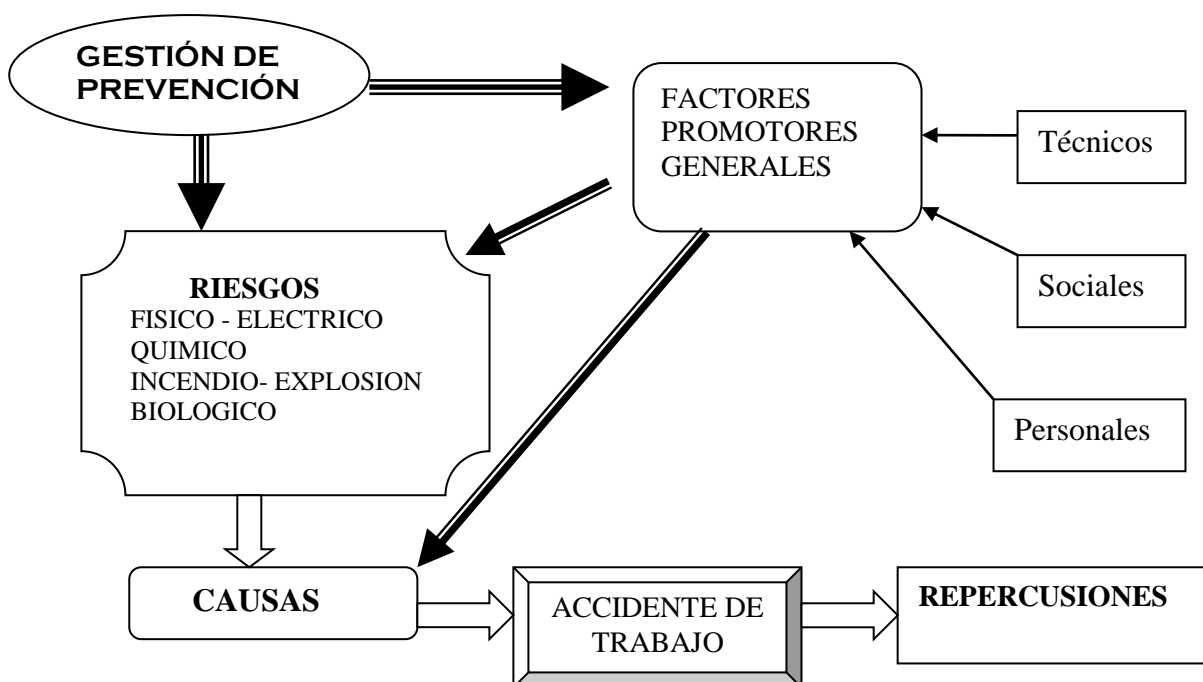 GESTIÓN DE
PREVENCIÓN
FACTORES
PROMOTORES
GENERALES
Técnicos
Sociales
Personales
RIESGOS
FISICO - ELECTRICO
QUIMICO
INCENDIO- EXPLOSION
BIOLOGICO
CAUSAS
ACCIDENTE DE
TRABAJO
REPERCUSIONES